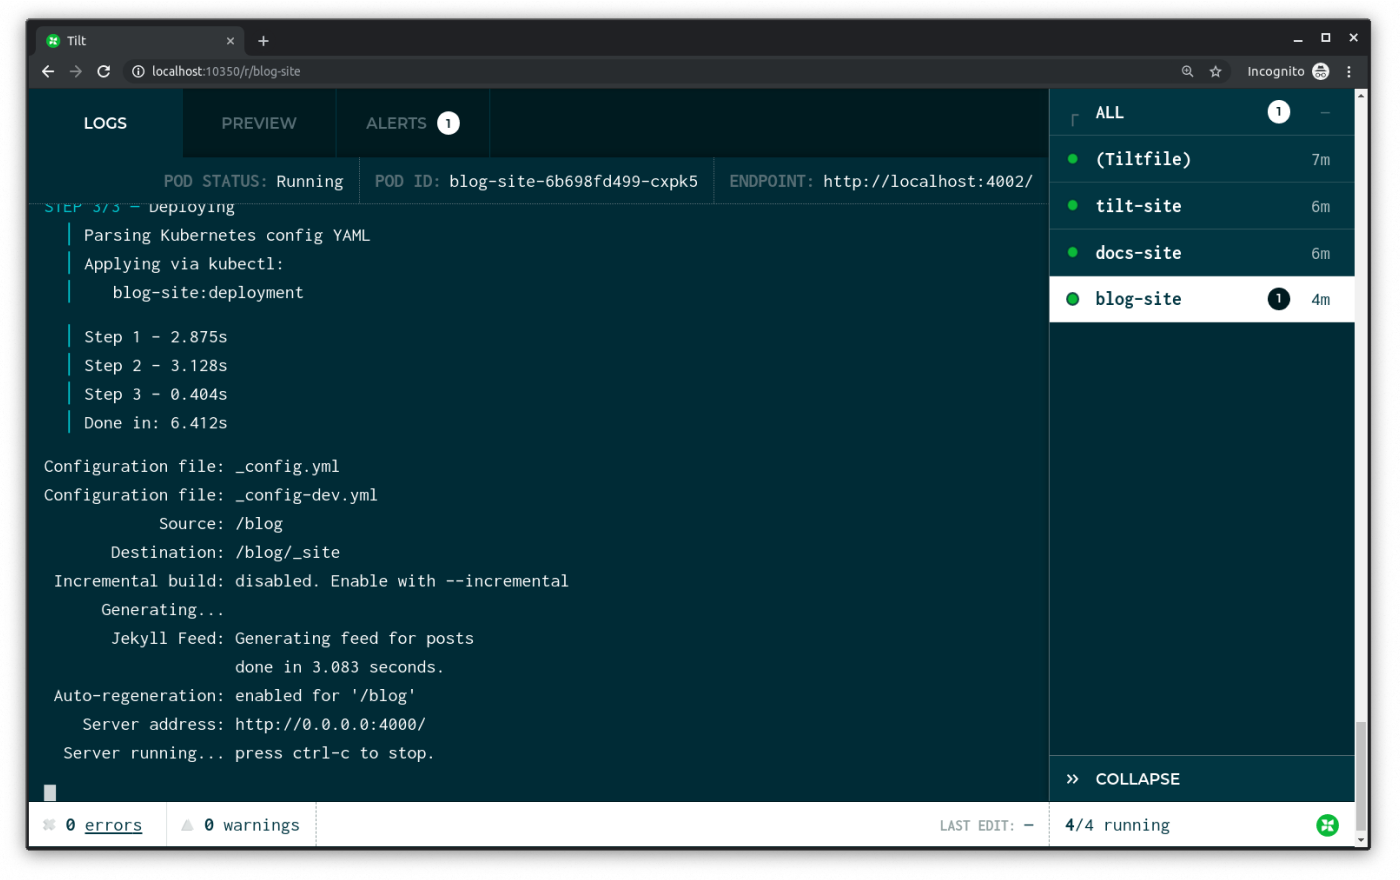 Tilt
localhost:10350/r/blog-site
Incognito
LOGS
PREVIEW
ALERTS 1
POD STATUS: Running
POD ID: blog-site-6b698fd499-cxpk5
ENDPOINT: http://localhost:4002/
STEP 3/3 — Deploying
Parsing Kubernetes config YAML
Applying via kubectl:
blog-site:deployment
Step 1 - 2.875s
Step 2 - 3.128s
Step 3 - 0.404s
Done in: 6.412s
Configuration file: _config.yml
Configuration file: _config-dev.yml
Source: /blog
Destination: /blog/_site
Incremental build: disabled. Enable with --incremental
Generating...
Jekyll Feed: Generating feed for posts
done in 3.083 seconds.
Auto-regeneration: enabled for '/blog'
Server address: http://0.0.0.0:4000/
Server running... press ctrl-c to stop.
ALL 1 —
(Tiltfile) 7m
tilt-site 6m
docs-site 6m
blog-site 1 4m
» COLLAPSE
0 errors
0 warnings
LAST EDIT: —
4/4 running